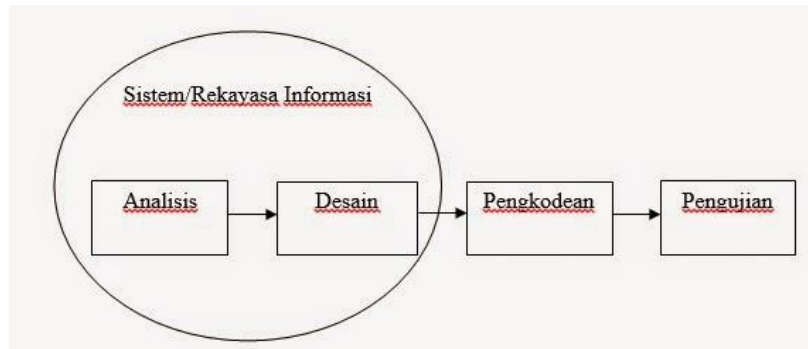 Sistem/Rekayasa Informasi
Analisis
Desain
Pengkodean
Pengujian